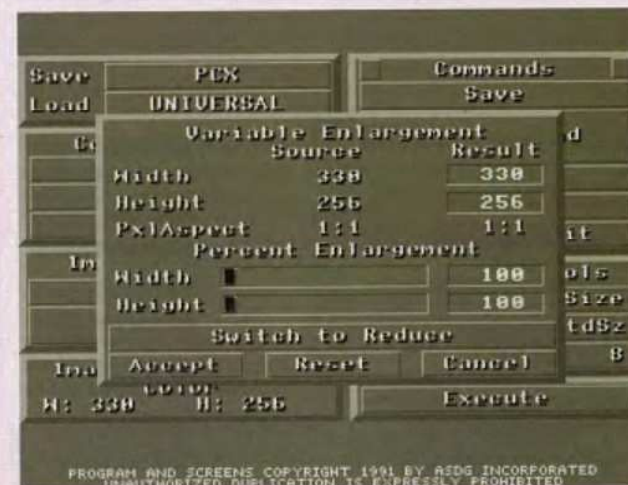 Save PCX
Load UNIVERSAL
Commands
Save
Variable Enlargement
Source Result
Width 330 330
Height 256 256
PxlAspect 1:1 1:1
Percent Enlargement
Width 100
Height 100
Switch to Reduce
Accept Reset Cancel
Color
W: 330 H: 256
Execute
PROGRAM AND SCREENS COPYRIGHT 1991 BY ASDG INCORPORATED
UNAUTHORIZED DUPLICATION IS EXPRESSLY PROHIBITED